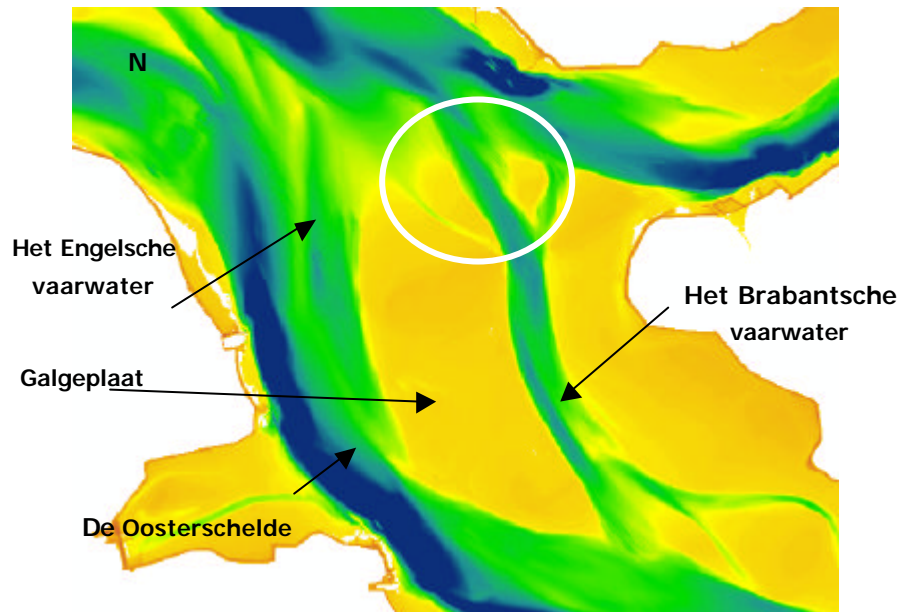 N
Het Engelsche
vaarwater
Het Brabantsche
vaarwater
Galgeplaat
De Oosterschelde